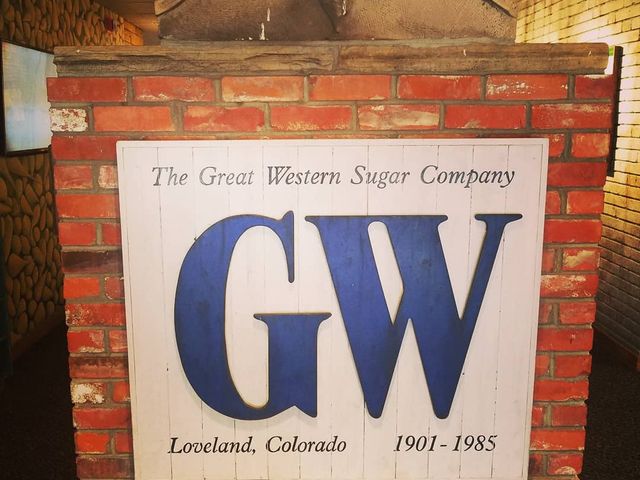 The Great Western Sugar Company
GW
Loveland, Colorado 1901-1985